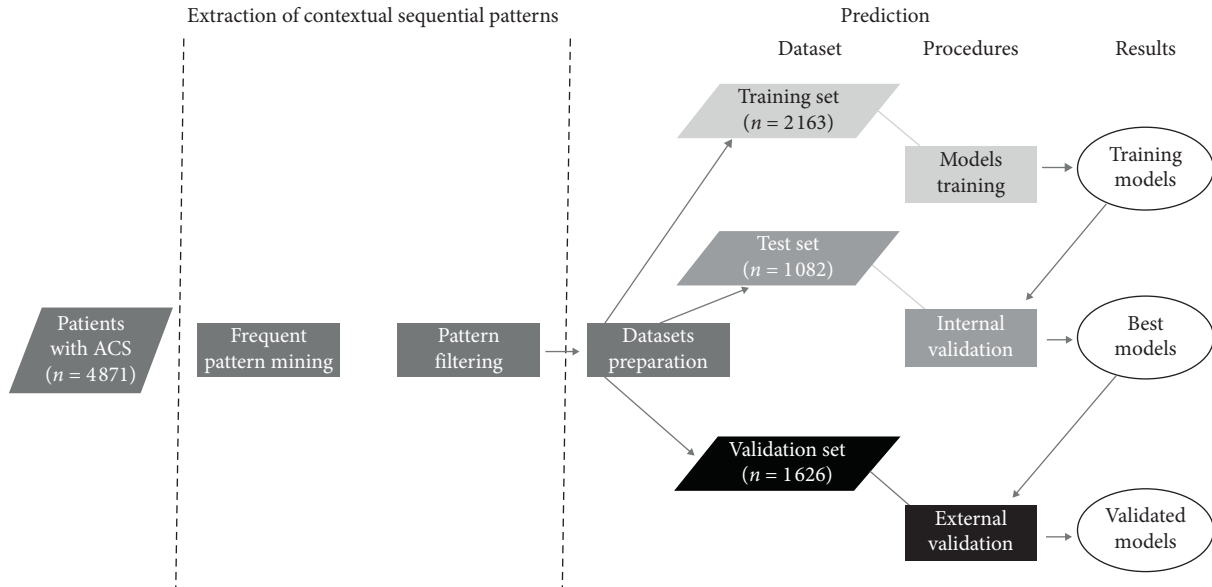 Extraction of contextual sequential patterns
Prediction
Dataset
Procedures
Results
Training set
(n = 2163)
Models
training
Training
models
Test set
(n = 1082)
Patients
with ACS
(n = 4871)
Frequent
pattern mining
Pattern
filtering
Datasets
preparation
Internal
validation
Best
models
Validation set
(n = 1626)
External
validation
Validated
models